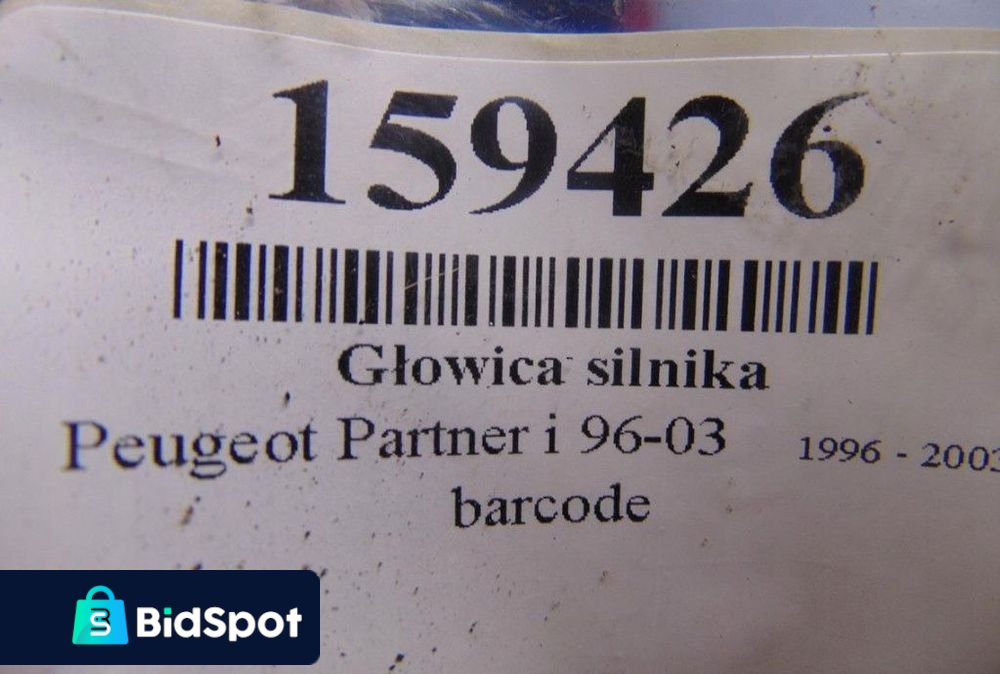 159426
Głowica silnika
Peugeot Partner i 96-03 1996 - 2003
barcode
BidSpot